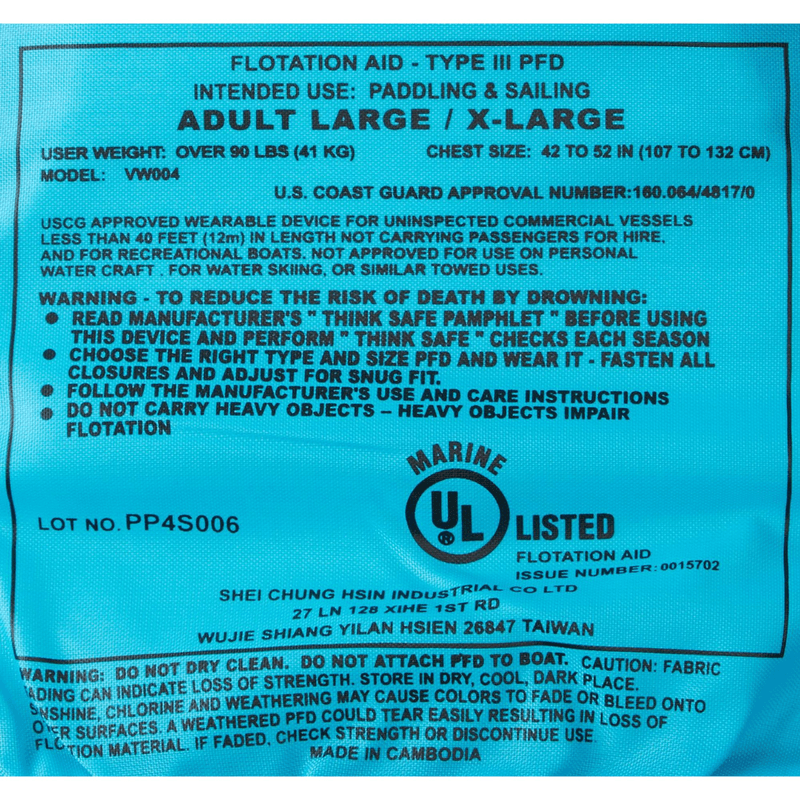 FLOTATION AID - TYPE III PFD
INTENDED USE: PADDLING & SAILING
ADULT LARGE / X-LARGE
USER WEIGHT: OVER 90 LBS (41 KG) CHEST SIZE: 42 TO 52 IN (107 TO 132 CM)
MODEL: VW004
U.S. COAST GUARD APPROVAL NUMBER:160.064/4817/0
USCG APPROVED WEARABLE DEVICE FOR UNINSPECTED COMMERCIAL VESSELS
LESS THAN 40 FEET (12m) IN LENGTH NOT CARRYING PASSENGERS FOR HIRE,
AND FOR RECREATIONAL BOATS. NOT APPROVED FOR USE ON PERSONAL
WATER CRAFT . FOR WATER SKIING, OR SIMILAR TOWED USES.
WARNING - TO REDUCE THE RISK OF DEATH BY DROWNING:
● READ MANUFACTURER'S " THINK SAFE PAMPHLET " BEFORE USING
THIS DEVICE AND PERFORM " THINK SAFE " CHECKS EACH SEASON
● CHOOSE THE RIGHT TYPE AND SIZE PFD AND WEAR IT - FASTEN ALL
CLOSURES AND ADJUST FOR SNUG FIT.
● FOLLOW THE MANUFACTURER'S USE AND CARE INSTRUCTIONS
● DO NOT CARRY HEAVY OBJECTS – HEAVY OBJECTS IMPAIR
FLOTATION
MARINE
UL ®
LISTED
LOT NO. PP4S006
FLOTATION AID
ISSUE NUMBER: 0015702
SHEI CHUNG HSIN INDUSTRIAL CO LTD
27 LN 128 XIHE 1ST RD
WUJIE SHIANG YILAN HSIEN 26847 TAIWAN
WARNING: DO NOT DRY CLEAN. DO NOT ATTACH PFD TO BOAT. CAUTION: FABRIC
ADING CAN INDICATE LOSS OF STRENGTH. STORE IN DRY, COOL, DARK PLACE.
SUNSHINE, CHLORINE AND WEATHERING MAY CAUSE COLORS TO FADE OR BLEED ONTO
OVER SURFACES. A WEATHERED PFD COULD TEAR EASILY RESULTING IN LOSS OF
FLOTION MATERIAL. IF FADED, CHECK STRENGTH OR DISCONTINUE USE.
MADE IN CAMBODIA